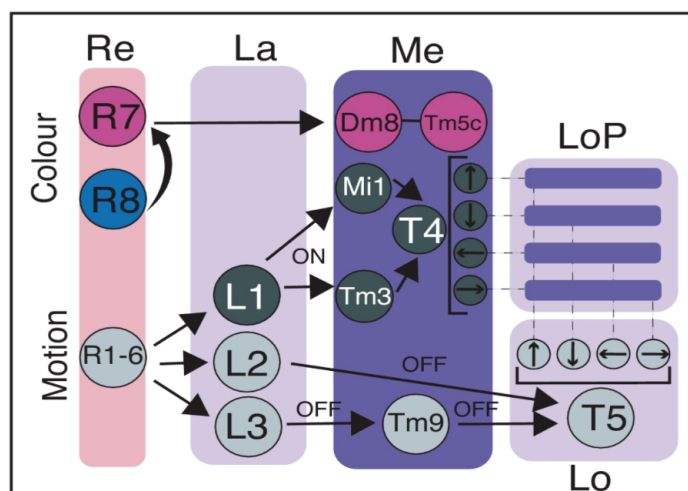 Re
La
Me
LoP
Colour
Motion
R7
R8
R1-6
L1
L2
L3
ON
OFF
OFF
OFF
Dm8
Tm5c
Mi1
T4
Tm3
Tm9
T5
Lo